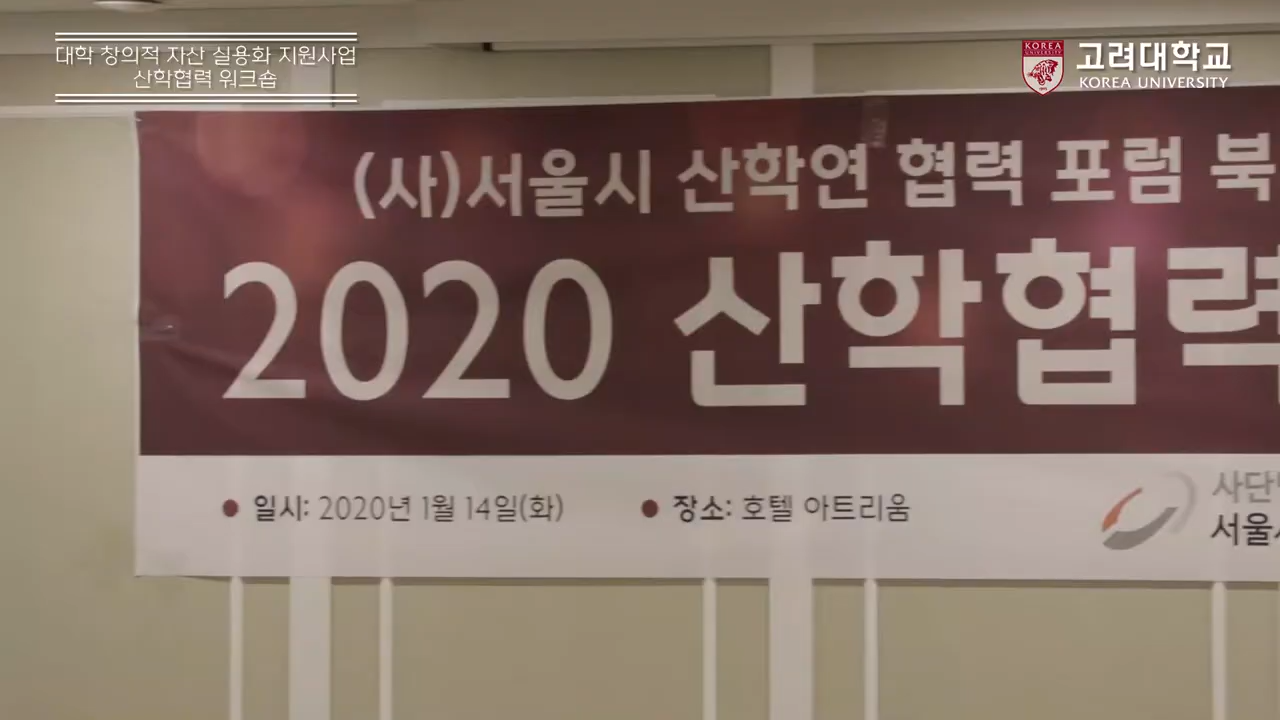 대학 창의적 자산 실용화 지원사업
산학협력 워크숍
KOREA
UNIVERSITY
고려대학교
KOREA UNIVERSITY
(사)서울시 산학연 협력 포럼 북
2020 산학협력
• 일시: 2020년 1월 14일(화)
• 장소: 호텔 아트리움
사단
서울시